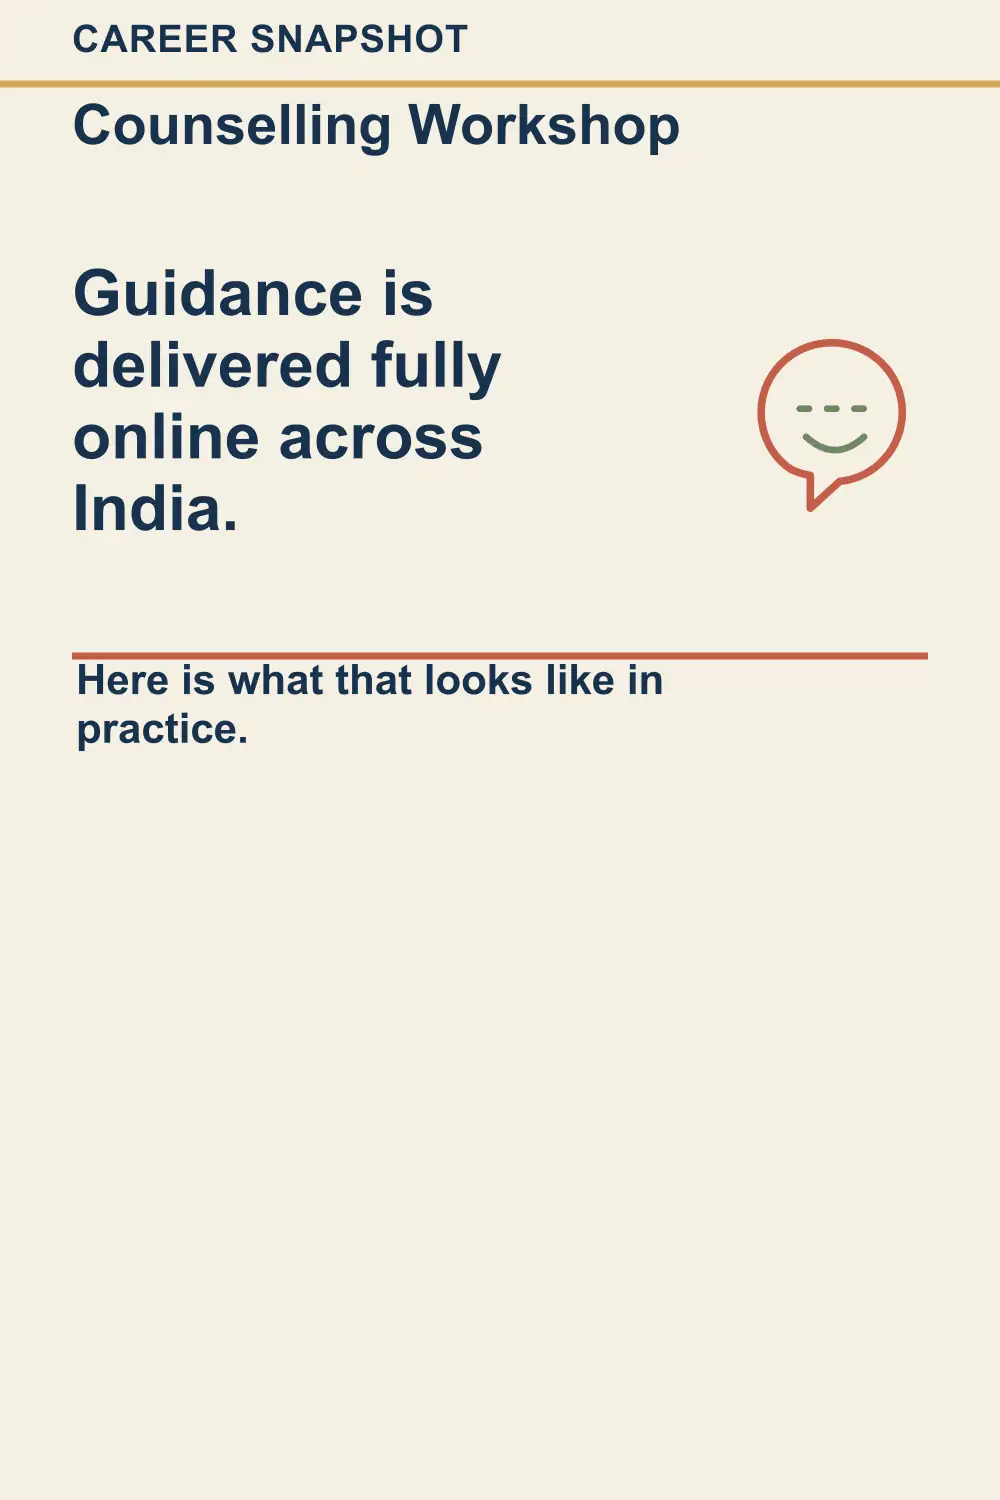 CAREER SNAPSHOT
Counselling Workshop
Guidance is
delivered fully
online across
India.
Here is what that looks like in
practice.